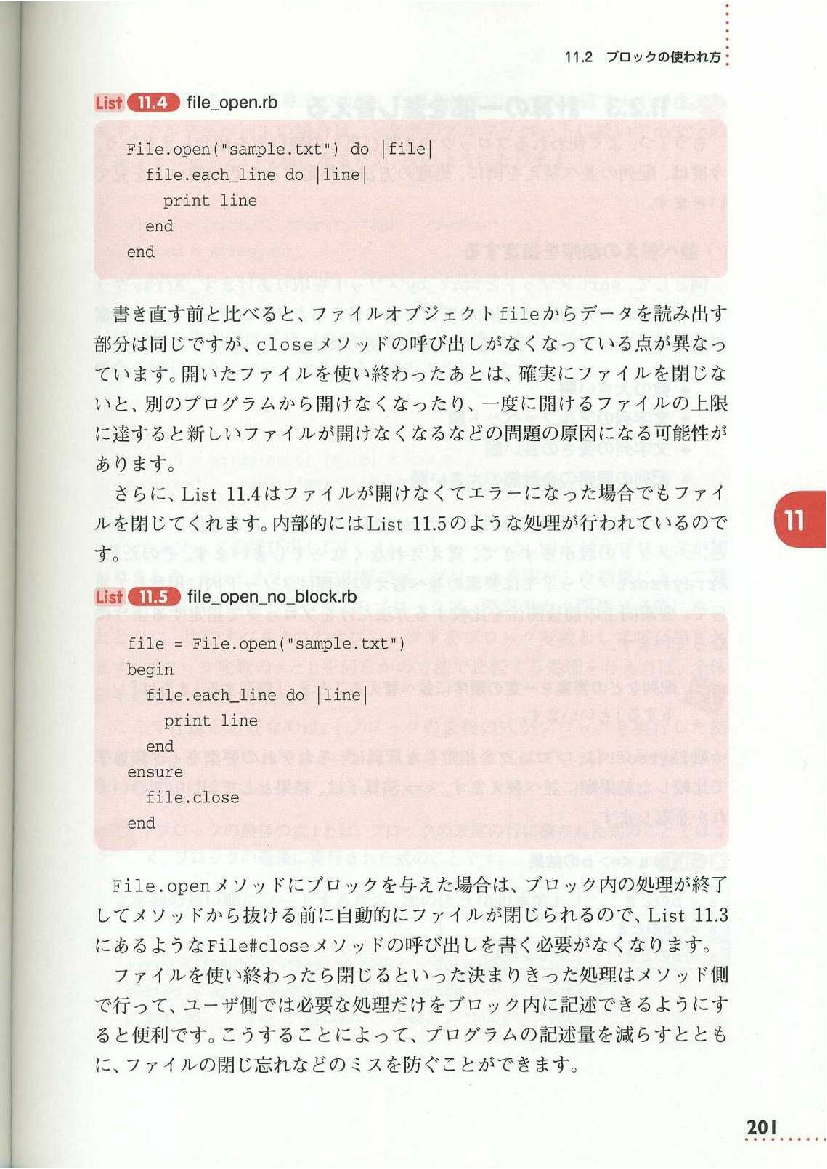 11.2 ブロックの使われ方
List 11.4 file_open.rb
File.open("sample.txt") do |file|
  file.each_line do |line|
    print line
  end
end
書き直す前と比べると、ファイルオブジェクトfileからデータを読み出す
部分は同じですが、closeメソッドの呼び出しがなくなっている点が異なっ
ています。開いたファイルを使い終わったあとは、確実にファイルを閉じな
いと、別のプログラムから開けなくなったり、一度に開けるファイルの上限
に達すると新しいファイルが開けなくなるなどの問題の原因になる可能性が
あります。
さらに、List 11.4はファイルが開けなくてエラーになった場合でもファイ
ルを閉じてくれます。内部的にはList 11.5のような処理が行われているので
す。
11
List 11.5 file_open_no_block.rb
file = File.open("sample.txt")
begin
  file.each_line do |line|
    print line
  end
ensure
  file.close
end
File.openメソッドにブロックを与えた場合は、ブロック内の処理が終了
してメソッドから抜ける前に自動的にファイルが閉じられるので、List 11.3
にあるようなFile#closeメソッドの呼び出しを書く必要がなくなります。
ファイルを使い終わったら閉じるといった決まりきった処理はメソッド側
で行って、ユーザ側では必要な処理だけをブロック内に記述できるようにす
ると便利です。こうすることによって、プログラムの記述量を減らすととも
に、ファイルの閉じ忘れなどのミスを防ぐことができます。
201